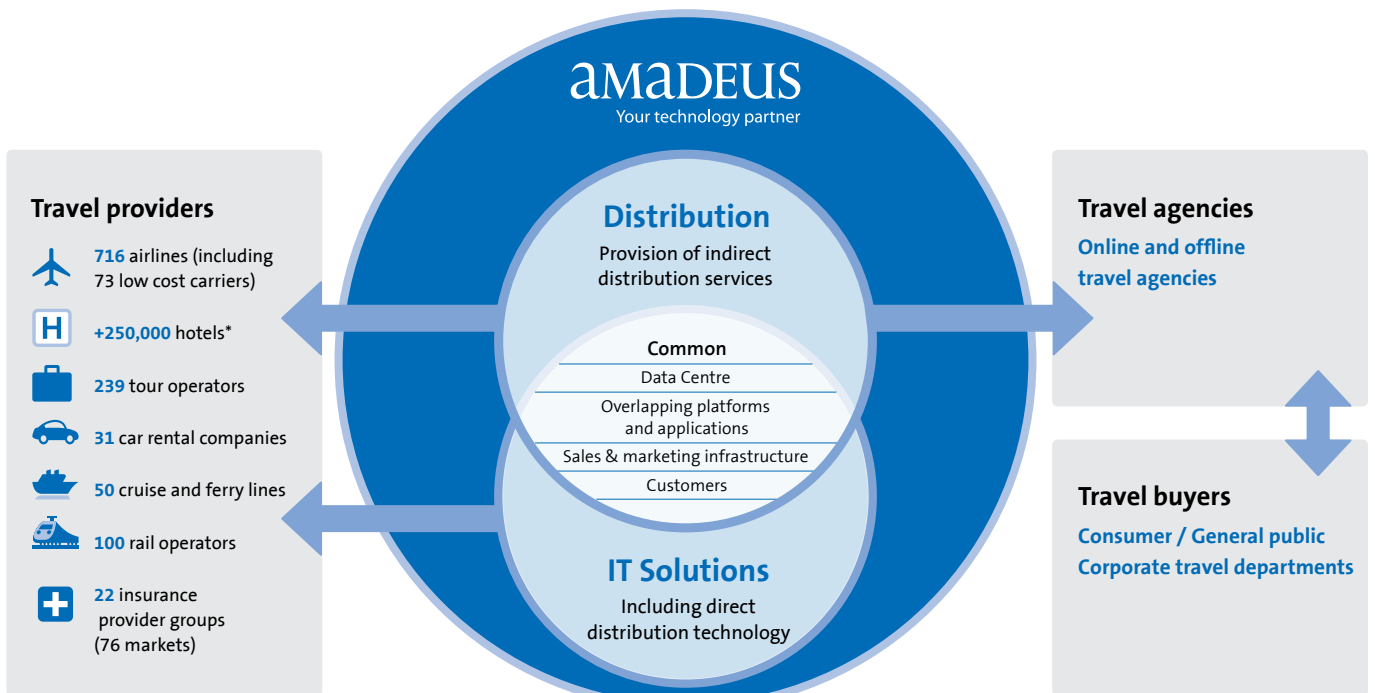 aMaDEUS
Your technology partner
Travel providers
716 airlines (including
73 low cost carriers)
H
+250,000 hotels*
239 tour operators
31 car rental companies
50 cruise and ferry lines
100 rail operators
22 insurance
provider groups
(76 markets)
Distribution
Provision of indirect
distribution services
Common
Data Centre
Overlapping platforms
and applications
Sales & marketing infrastructure
Customers
IT Solutions
Including direct
distribution technology
Travel agencies
Online and offline
travel agencies
Travel buyers
Consumer / General public
Corporate travel departments